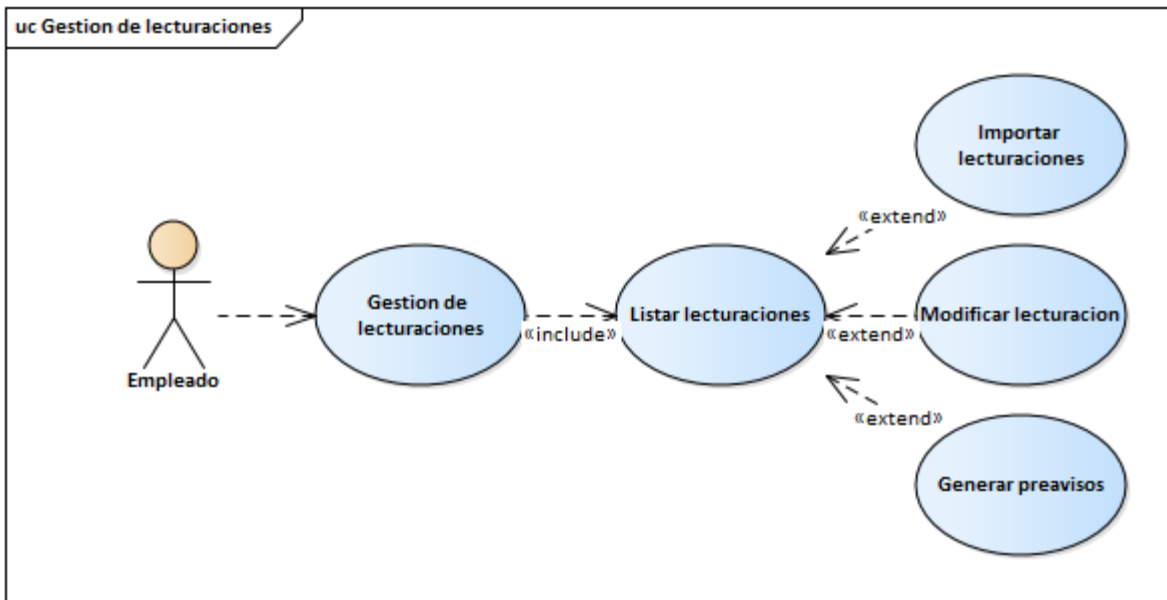 uc Gestion de lecturaciones
Importar
lecturaciones
«extend»
Gestion de
lecturaciones
«include»
Listar lecturaciones
«extend»
Modificar lecturacion
Empleado
«extend»
Generar preavisos